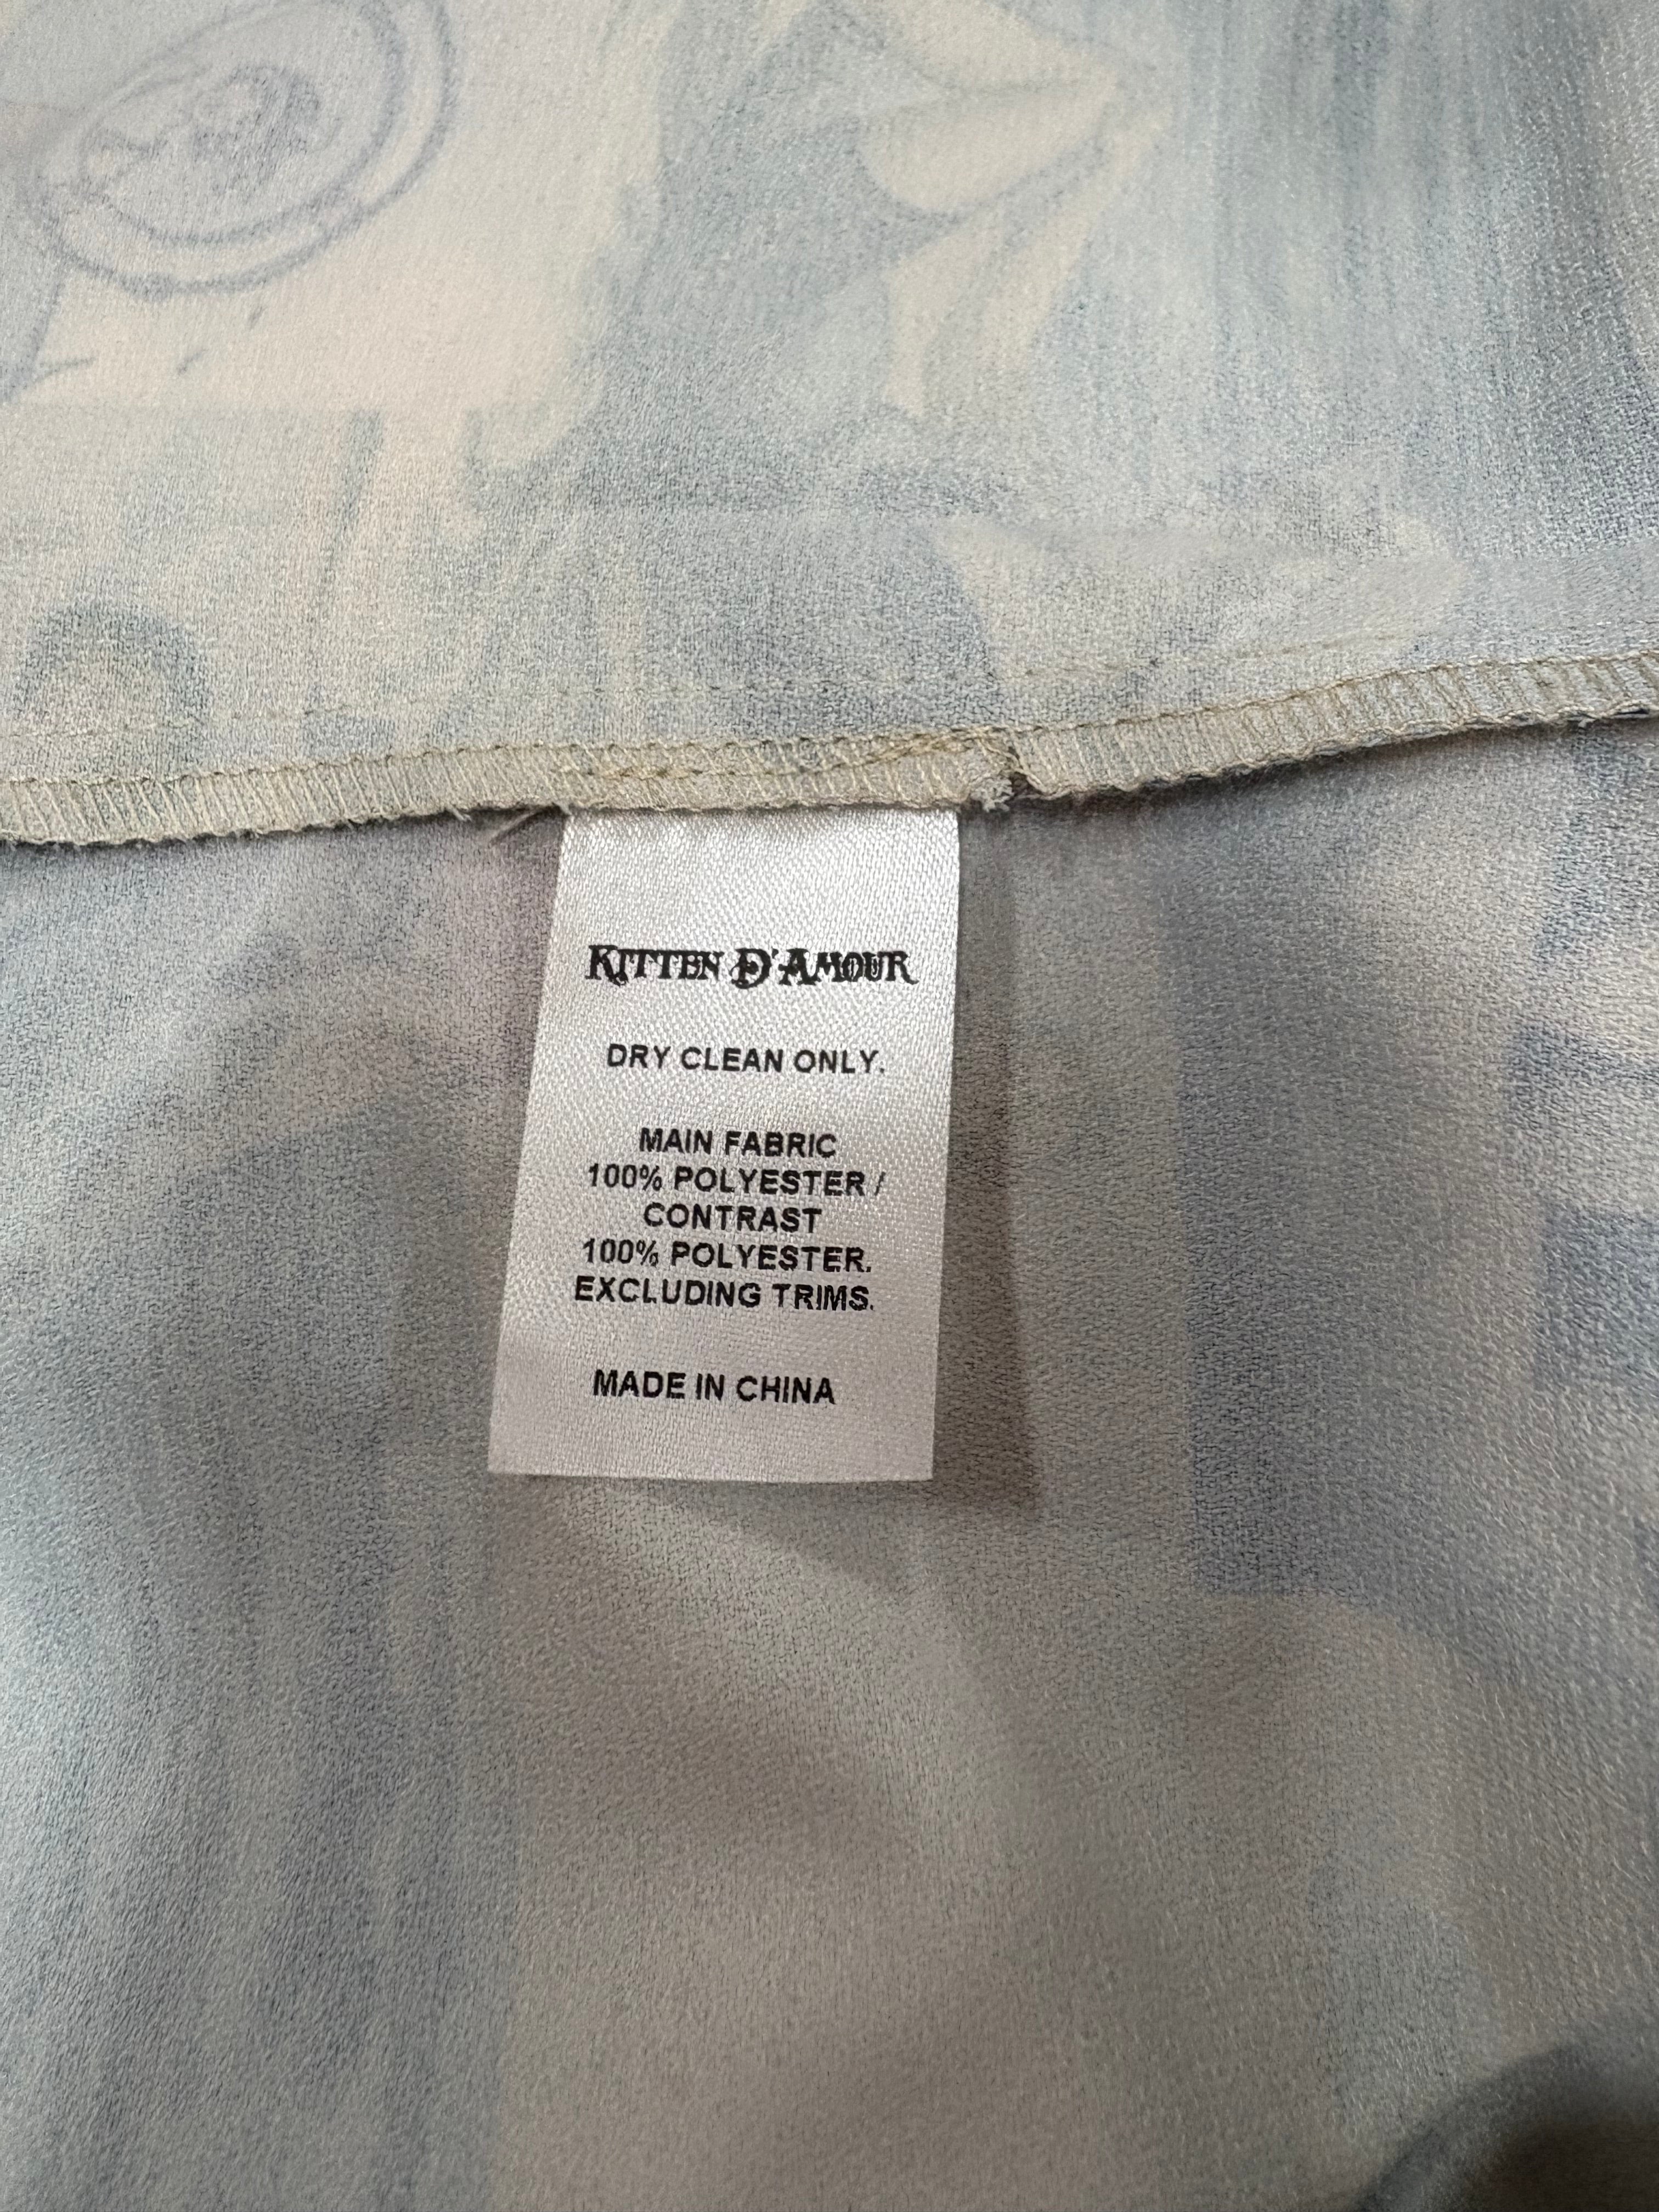 KITTEN D'AMOUR
DRY CLEAN ONLY.
MAIN FABRIC
100% POLYESTER /
CONTRAST
100% POLYESTER.
EXCLUDING TRIMS.
MADE IN CHINA